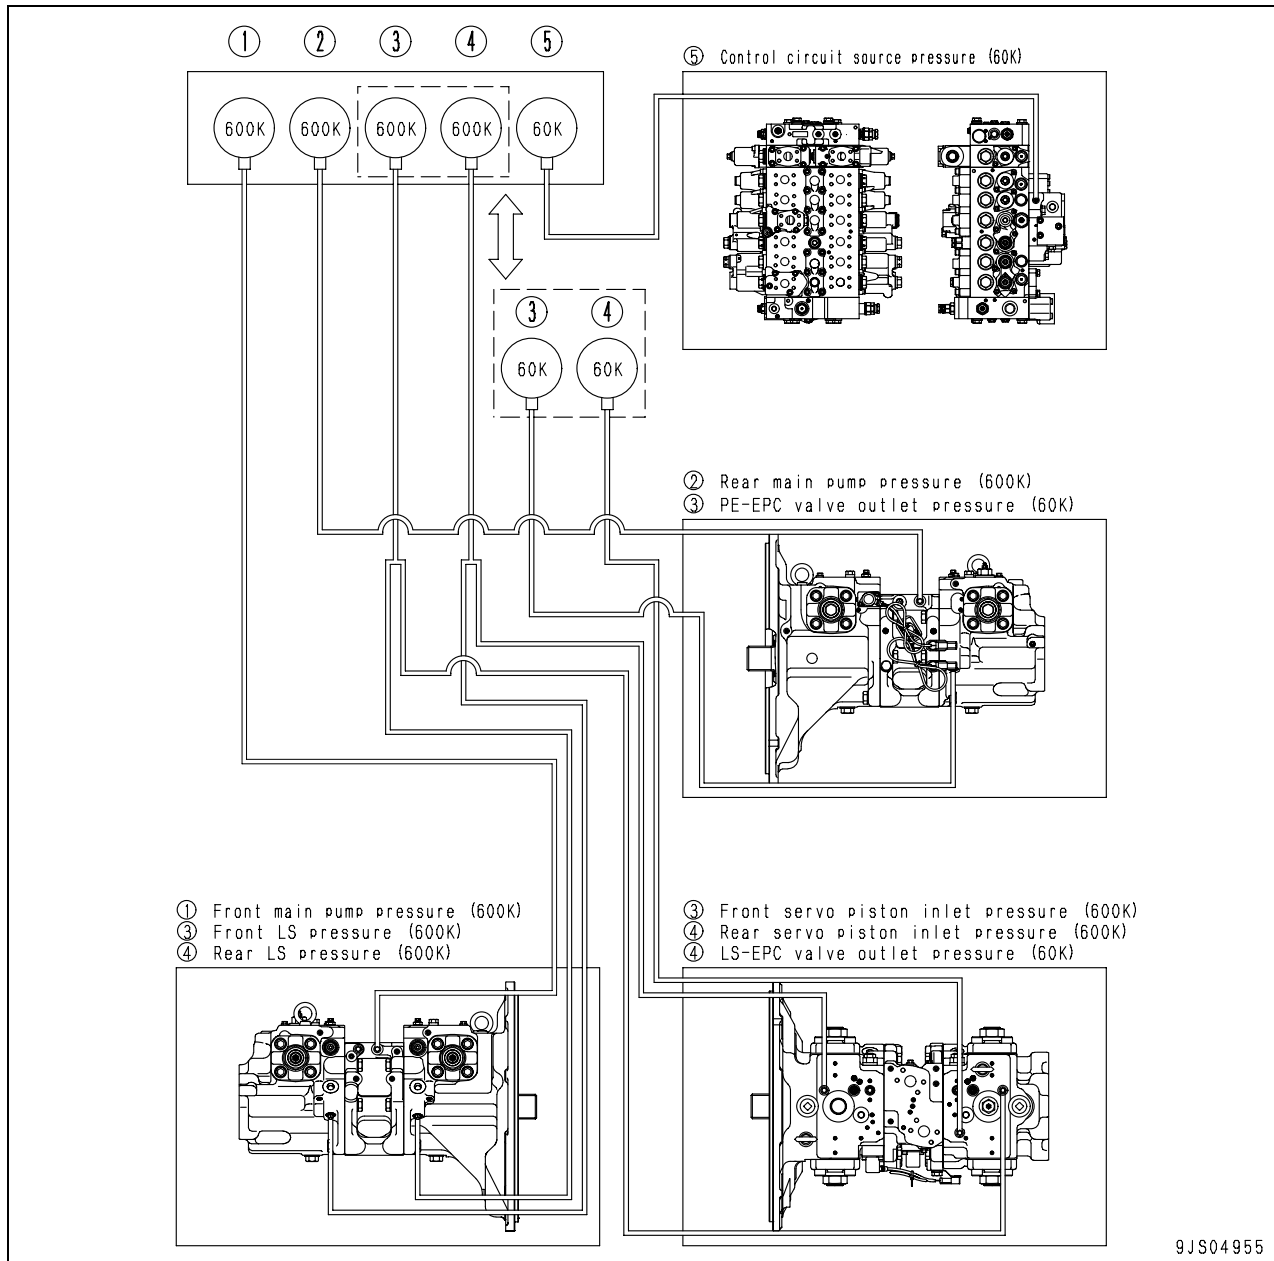 ① ② ③ ④ ⑤
600K 600K 600K 600K 60K
⑤ Control circuit source pressure (60K)
③ ④
60K 60K
② Rear main pump pressure (600K)
③ PE-EPC valve outlet pressure (60K)
① Front main pump pressure (600K)
③ Front LS pressure (600K)
④ Rear LS pressure (600K)
③ Front servo piston inlet pressure (600K)
④ Rear servo piston inlet pressure (600K)
④ LS-EPC valve outlet pressure (60K)
9JS04955